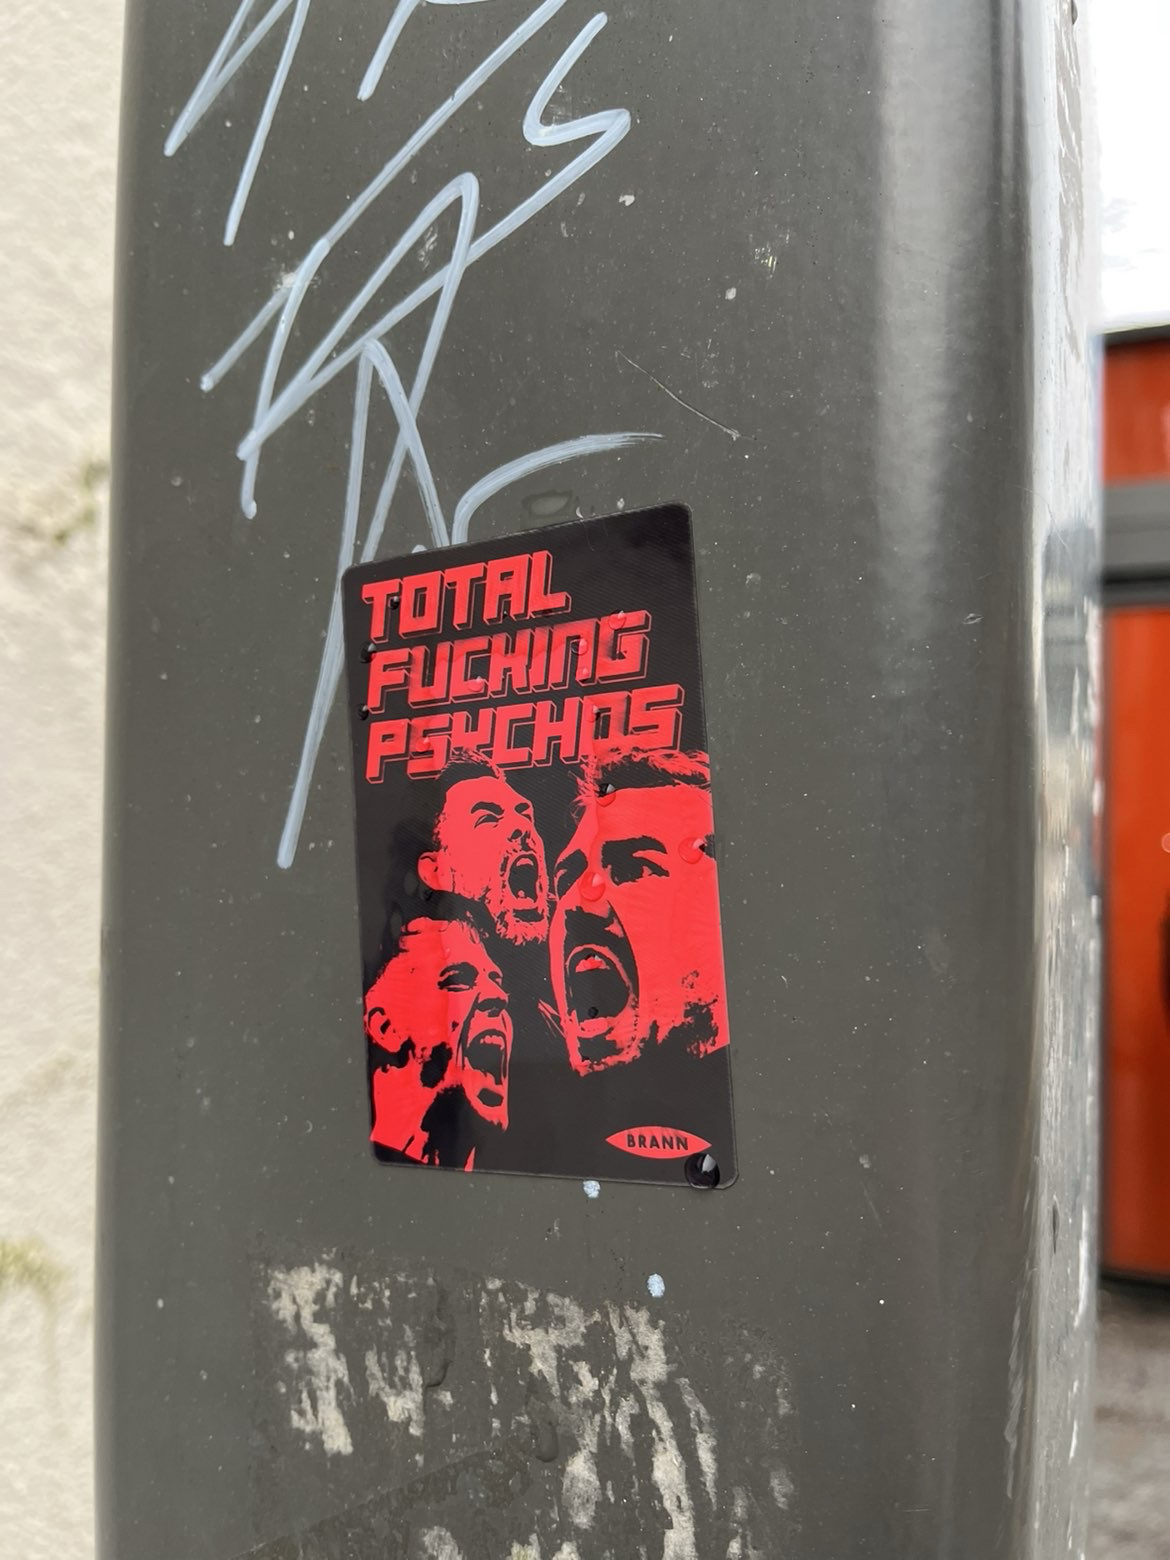 TOTAL
FUCKING
PSYCHOS
BRANN